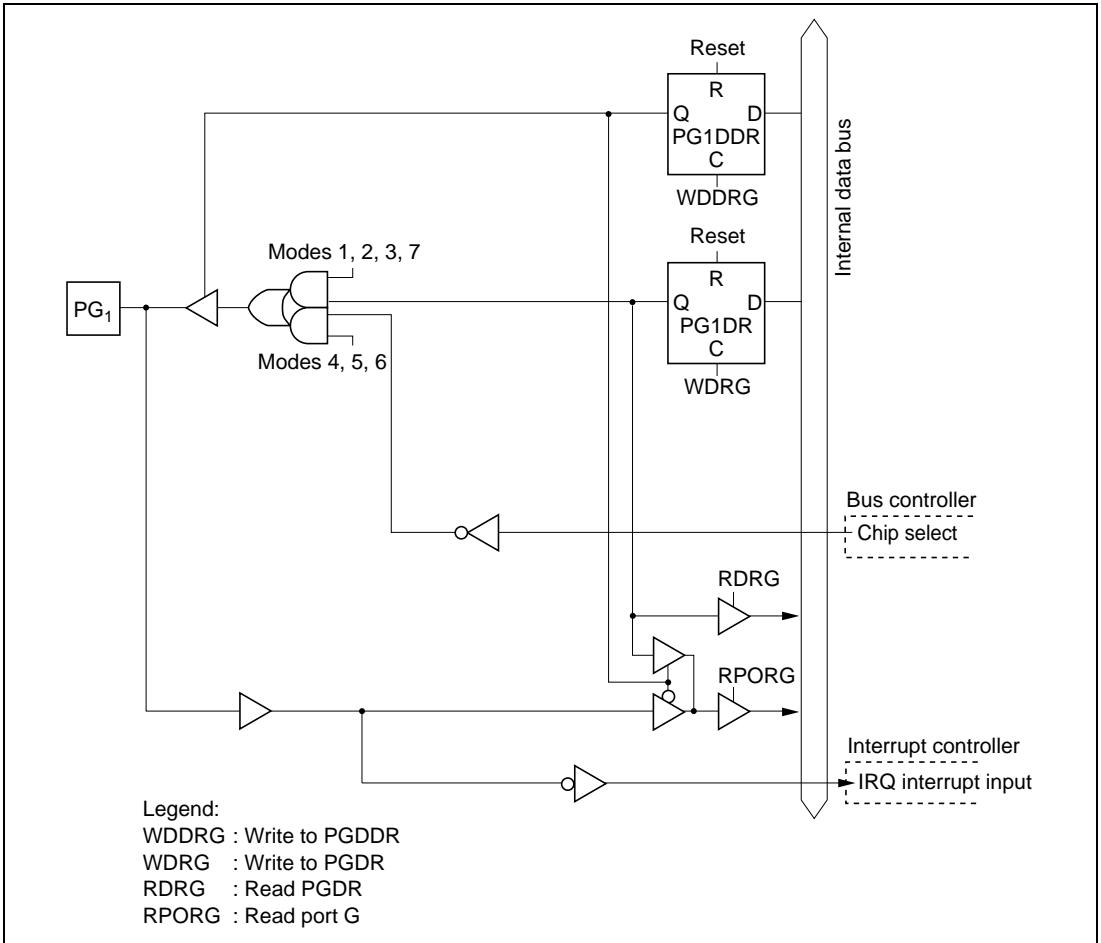 Reset
R
Q D
PG1DDR
C
WDDRG
Internal data bus
Reset
Modes 1, 2, 3, 7
R
Q D
PG₁
PG1DR
C
Modes 4, 5, 6
WDRG
Bus controller
Chip select
RDRG
RPORG
Interrupt controller
IRQ interrupt input
Legend:
WDDRG : Write to PGDDR
WDRG : Write to PGDR
RDRG : Read PGDR
RPORG : Read port G